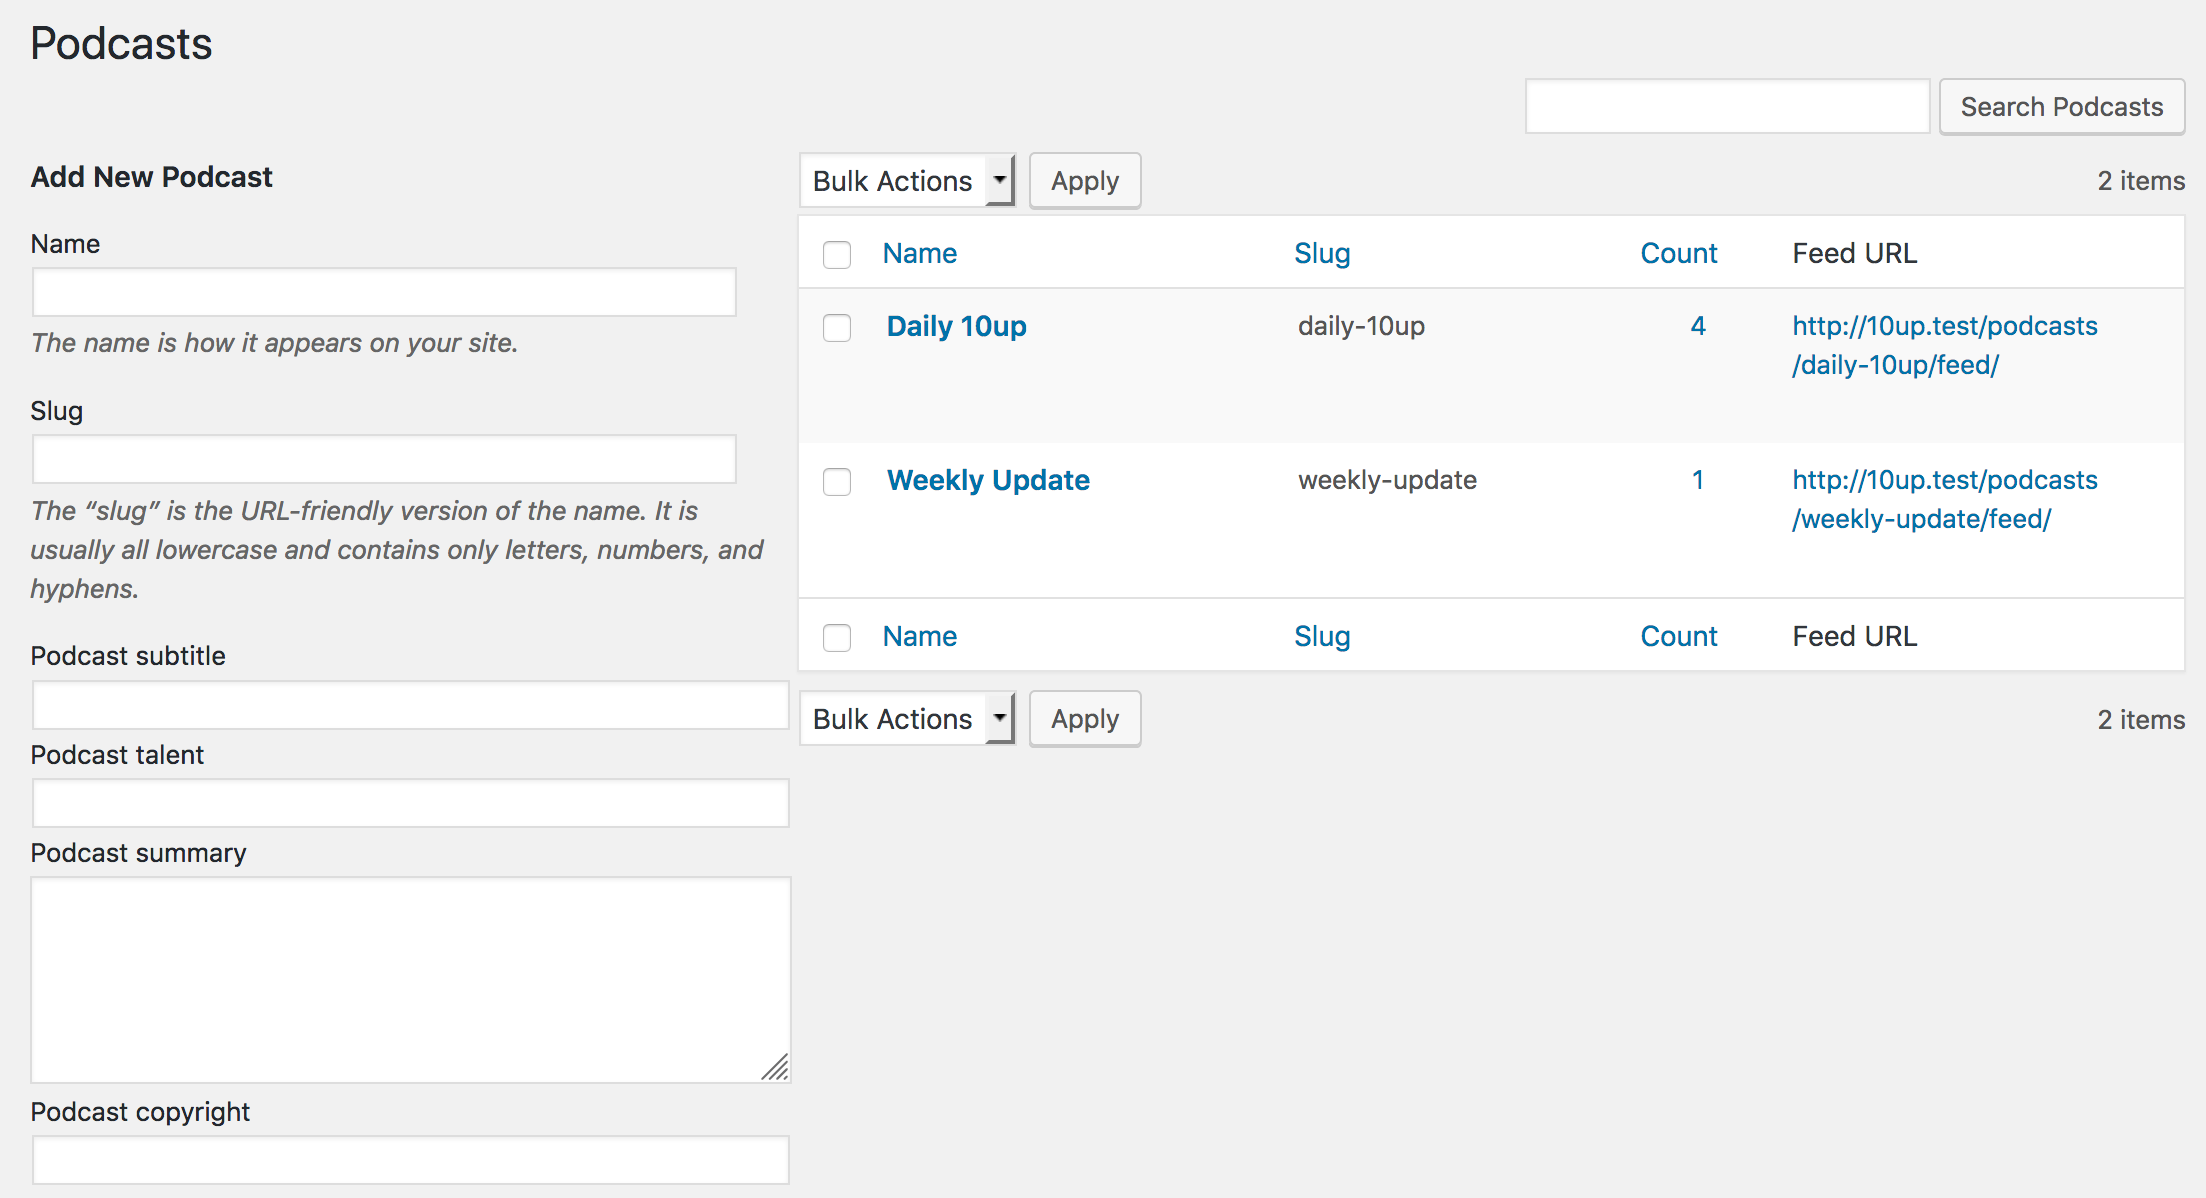 Podcasts
Search Podcasts
Add New Podcast
Name
The name is how it appears on your site.
Slug
The “slug” is the URL-friendly version of the name. It is
usually all lowercase and contains only letters, numbers, and
hyphens.
Podcast subtitle
Podcast talent
Podcast summary
Podcast copyright
Bulk Actions Apply 2 items
Name Slug Count Feed URL
Daily 10up daily-10up 4 http://10up.test/podcasts
/daily-10up/feed/
Weekly Update weekly-update 1 http://10up.test/podcasts
/weekly-update/feed/
Name Slug Count Feed URL
Bulk Actions Apply 2 items